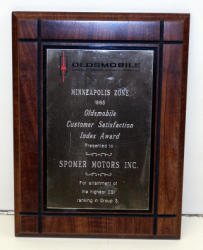 OLDSMOBILE
MINNEAPOLIS ZONE
Oldsmobile
Customer Satisfaction
Index Award
Presented to
SPOMER MOTORS INC.
For attainment of
the highest CSI
ranking in Group 3.